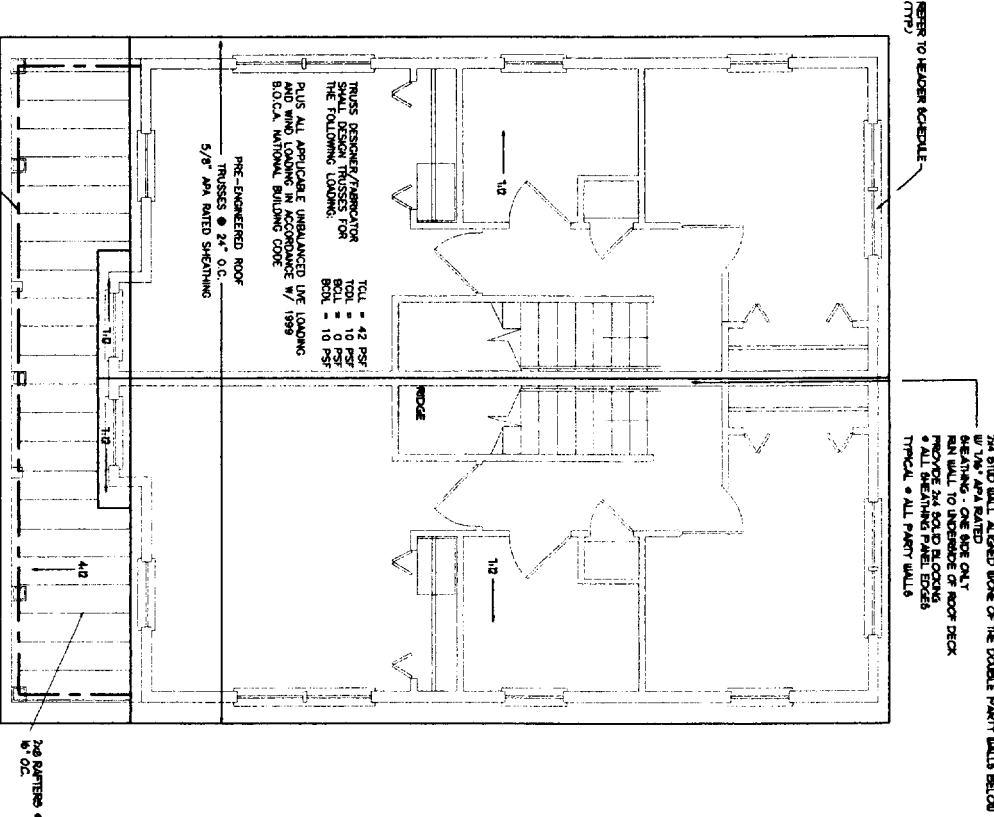 REFER TO HEADER SCHEDULE
(TYP.)
2x4 STUD WALL ALIGNED W/ONE OF THE DOUBLE PARTY WALLS BELOW
W/ 7/16" APA RATED
SHEATHING - ONE SIDE ONLY
RUN WALL TO UNDERSIDE OF ROOF DECK
PROVIDE 2x4 SOLID BLOCKING
@ ALL SHEATHING PANEL EDGES
TYPICAL @ ALL PARTY WALLS
TRUSS DESIGNER/FABRICATOR
SHALL DESIGN TRUSSES FOR
THE FOLLOWING LOADING:
TCLL = 42 PSF
TCDL = 10 PSF
BCLL = 0 PSF
BCDL = 10 PSF
PLUS ALL APPLICABLE UNBALANCED LIVE LOADING
AND WIND LOADING IN ACCORDANCE W/ 1999
B.O.C.A. NATIONAL BUILDING CODE
PRE-ENGINEERED ROOF
TRUSSES @ 24" O.C.
5/8" APA RATED SHEATHING
RIDGE
7:12
7:12
7:12
7:12
4:12
2x8 RAFTERS @
16" O.C.